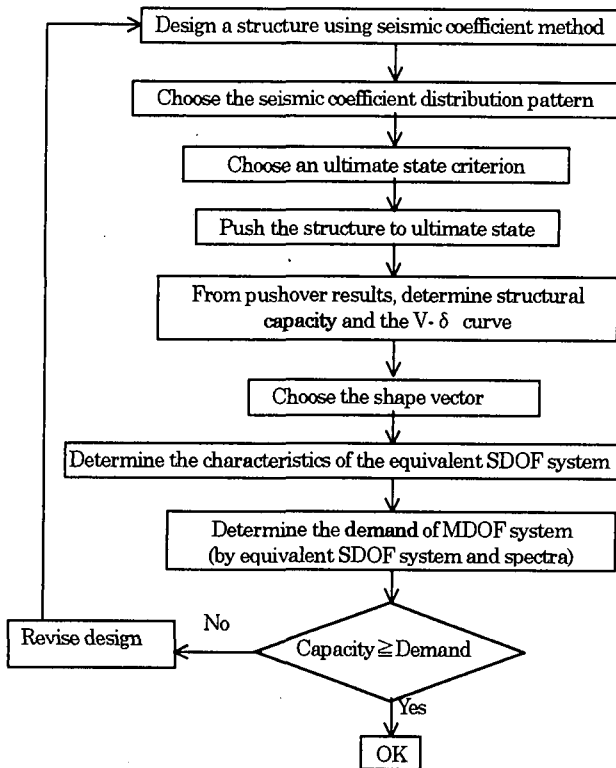 Design a structure using seismic coefficient method
Choose the seismic coefficient distribution pattern
Choose an ultimate state criterion
Push the structure to ultimate state
From pushover results, determine structural
capacity and the V- δ curve
Choose the shape vector
Determine the characteristics of the equivalent SDOF system
Determine the demand of MDOF system
(by equivalent SDOF system and spectra)
Capacity≧Demand
No
Revise design
Yes
OK